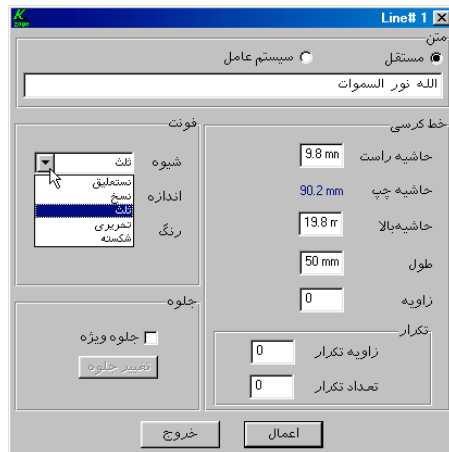 K 2000 Line# 1
متن
مستقل سیستم عامل
الله نور السموات
خط کرسی
حاشیه راست 9.8 mm
حاشیه چپ 90.2 mm
حاشیه‌بالا 19.8 m
طول 50 mm
زاویه 0
تکرار
زاویه تکرار 0
تعداد تکرار 0
فونت
شیوه ثلث
نستعلیق
نسخ
ثلث
تحریری
شکسته
اندازه
رنگ
جلوه
جلوه ویژه
تغییر جلوه
اعمال خروج